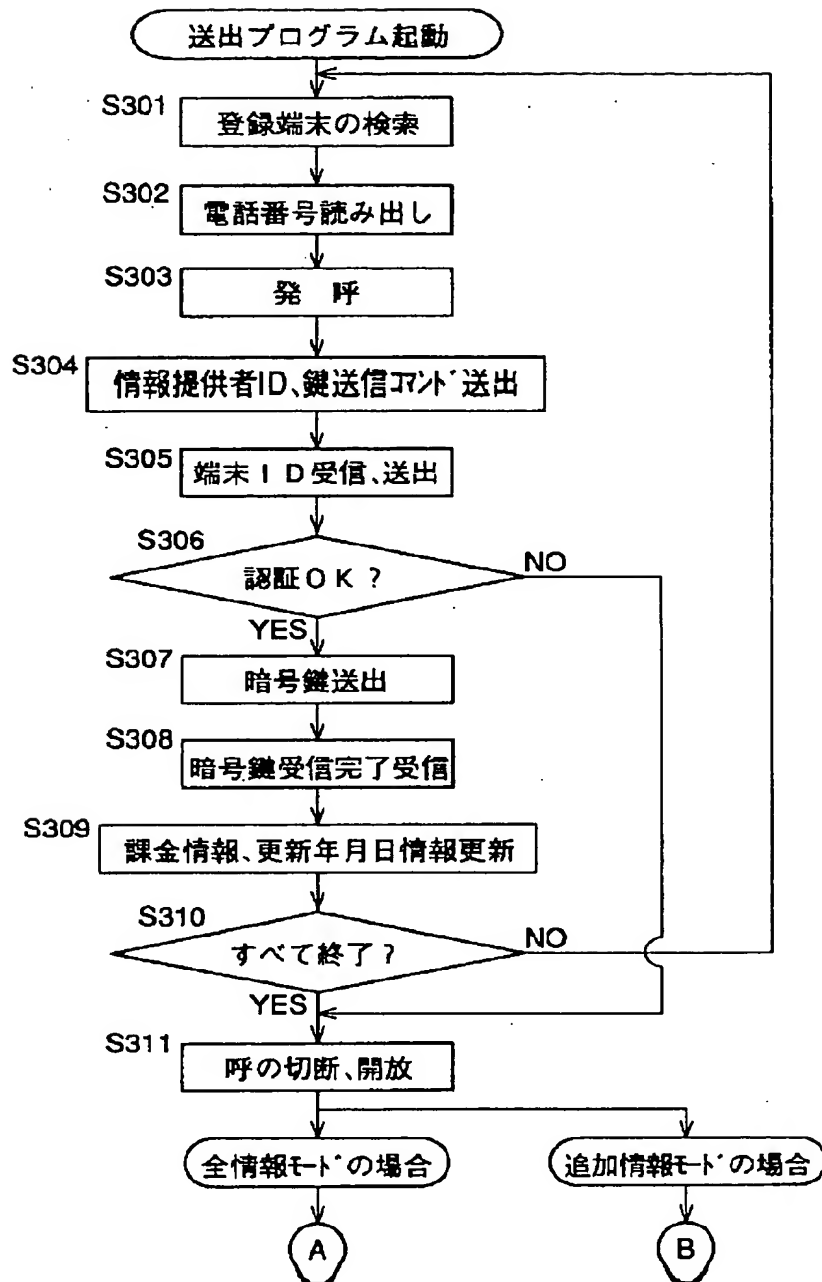 送出プログラム起動
S301
登録端末の検索
S302
電話番号読み出し
S303
発 呼
S304
情報提供者ID、鍵送信ｺﾏﾝﾄﾞ送出
S305
端末ＩＤ受信、送出
S306
認証ＯＫ？
NO
YES
S307
暗号鍵送出
S308
暗号鍵受信完了受信
S309
課金情報、更新年月日情報更新
S310
すべて終了？
NO
YES
S311
呼の切断、開放
全情報ﾓｰﾄﾞの場合
追加情報ﾓｰﾄﾞの場合
A
B